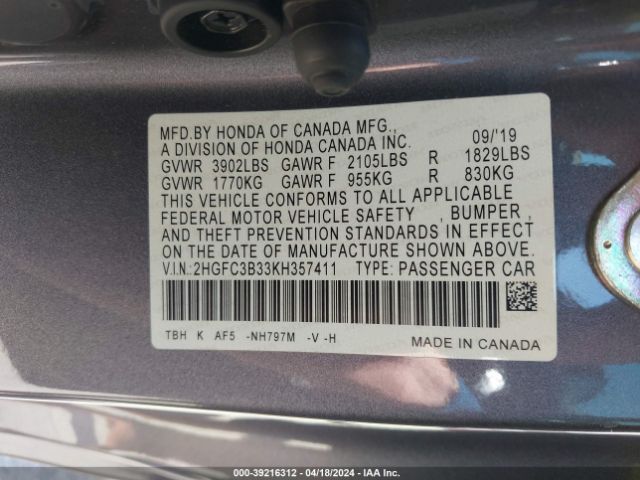 MFD.BY HONDA OF CANADA MFG., 09/'19
A DIVISION OF HONDA CANADA INC.
GVWR 3902LBS GAWR F 2105LBS R 1829LBS
GVWR 1770KG GAWR F 955KG R 830KG
THIS VEHICLE CONFORMS TO ALL APPLICABLE
FEDERAL MOTOR VEHICLE SAFETY , BUMPER ,
AND THEFT PREVENTION STANDARDS IN EFFECT
ON THE DATE OF MANUFACTURE SHOWN ABOVE.
V.I.N.:2HGFC3B33KH357411 TYPE: PASSENGER CAR
TBH K AF5 -NH797M -V -H
MADE IN CANADA
000-39216312 | 04/18/2024 | IAA Inc.